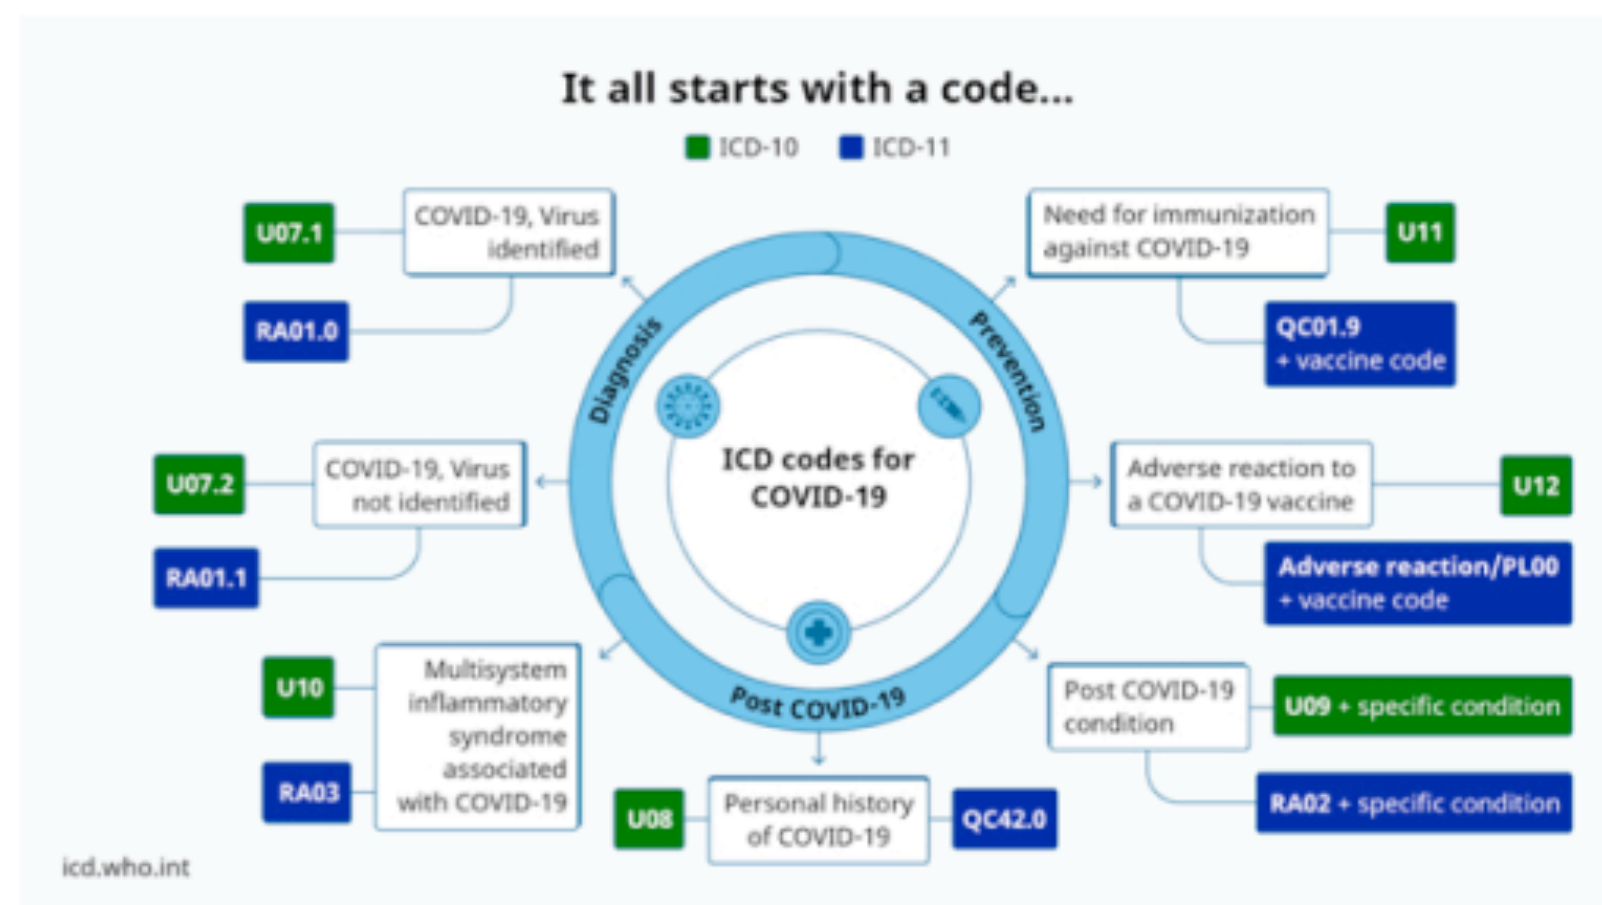 It all starts with a code...
ICD-10
ICD-11
U07.1
COVID-19, Virus
identified
RA01.0
Need for immunization
against COVID-19
U11
QC01.9
+ vaccine code
Diagnosis
Prevention
ICD codes for
COVID-19
U07.2
COVID-19, Virus
not identified
RA01.1
Adverse reaction to
a COVID-19 vaccine
U12
Adverse reaction/PL00
+ vaccine code
U10
Multisystem
inflammatory
syndrome
associated
with COVID-19
RA03
Post COVID-19
Post COVID-19
condition
U09 + specific condition
RA02 + specific condition
U08
Personal history
of COVID-19
QC42.0
icd.who.int